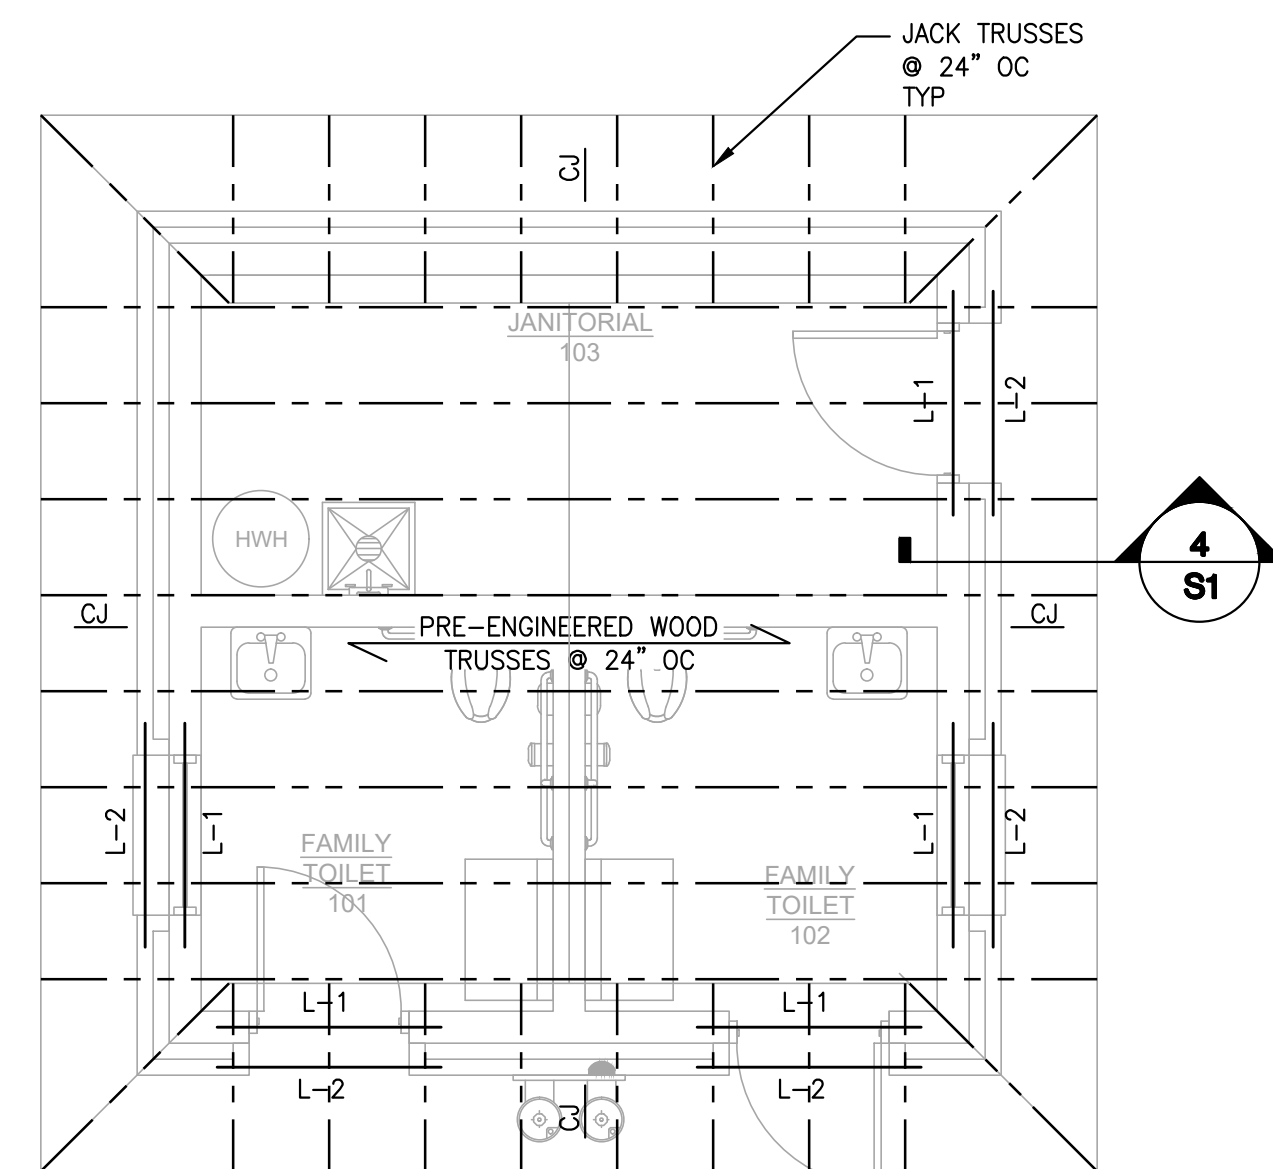 JACK TRUSSES
@ 24" OC
TYP
CJ
JANITORIAL
103
L-1
L-2
HWH
4
S1
CJ
CJ
PRE-ENGINEERED WOOD
TRUSSES @ 24" OC
L-2
L-1
L-1
L-2
FAMILY
TOILET
101
FAMILY
TOILET
102
L-1
L-1
L-2
L-2
CJ